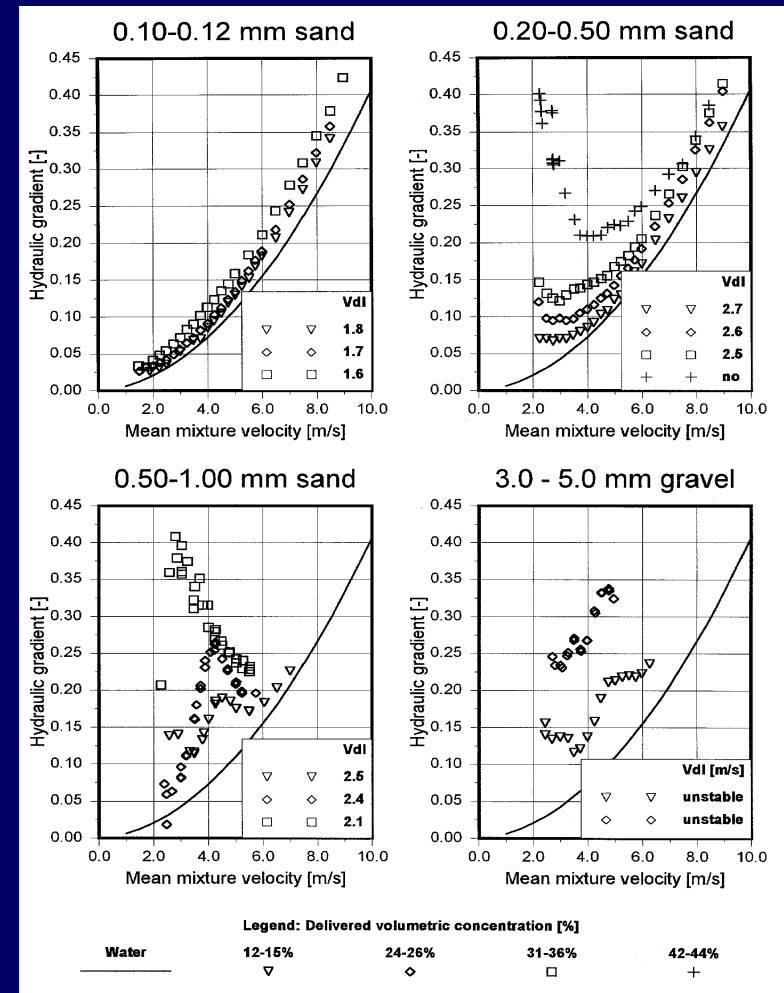 0.10-0.12 mm sand
0.45
0.40
0.35
0.30
0.25
0.20
0.15
0.10
0.05
0.00
Hydraulic gradient [-]
Vdl
1.8
1.7
1.6
0.0 2.0 4.0 6.0 8.0 10.0
Mean mixture velocity [m/s]
0.20-0.50 mm sand
0.45
0.40
0.35
0.30
0.25
0.20
0.15
0.10
0.05
0.00
Hydraulic gradient [-]
Vdl
2.7
2.6
2.5
no
0.0 2.0 4.0 6.0 8.0 10.0
Mean mixture velocity [m/s]
0.50-1.00 mm sand
0.45
0.40
0.35
0.30
0.25
0.20
0.15
0.10
0.05
0.00
Hydraulic gradient [-]
Vdl
2.5
2.4
2.1
0.0 2.0 4.0 6.0 8.0 10.0
Mean mixture velocity [m/s]
3.0 - 5.0 mm gravel
0.45
0.40
0.35
0.30
0.25
0.20
0.15
0.10
0.05
0.00
Hydraulic gradient [-]
Vdl [m/s]
unstable
unstable
0.0 2.0 4.0 6.0 8.0 10.0
Mean mixture velocity [m/s]
Legend: Delivered volumetric concentration [%]
Water 12-15% 24-26% 31-36% 42-44%